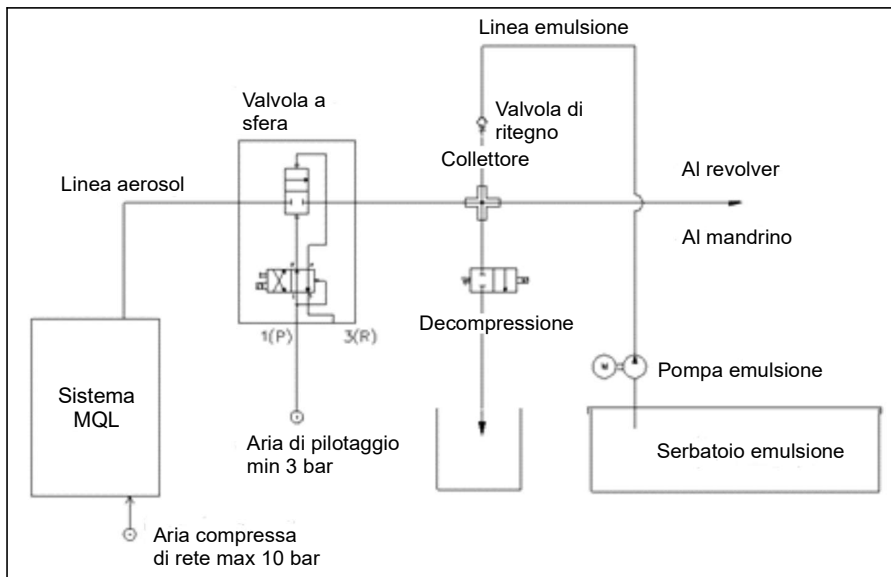 Linea emulsione
Valvola a
sfera
Valvola di
ritegno
Collettore
Linea aerosol
Al revolver
Al mandrino
1(P)
3(R)
Decompressione
Sistema
MQL
M
Pompa emulsione
Aria di pilotaggio
min 3 bar
Serbatoio emulsione
Aria compressa
di rete max 10 bar